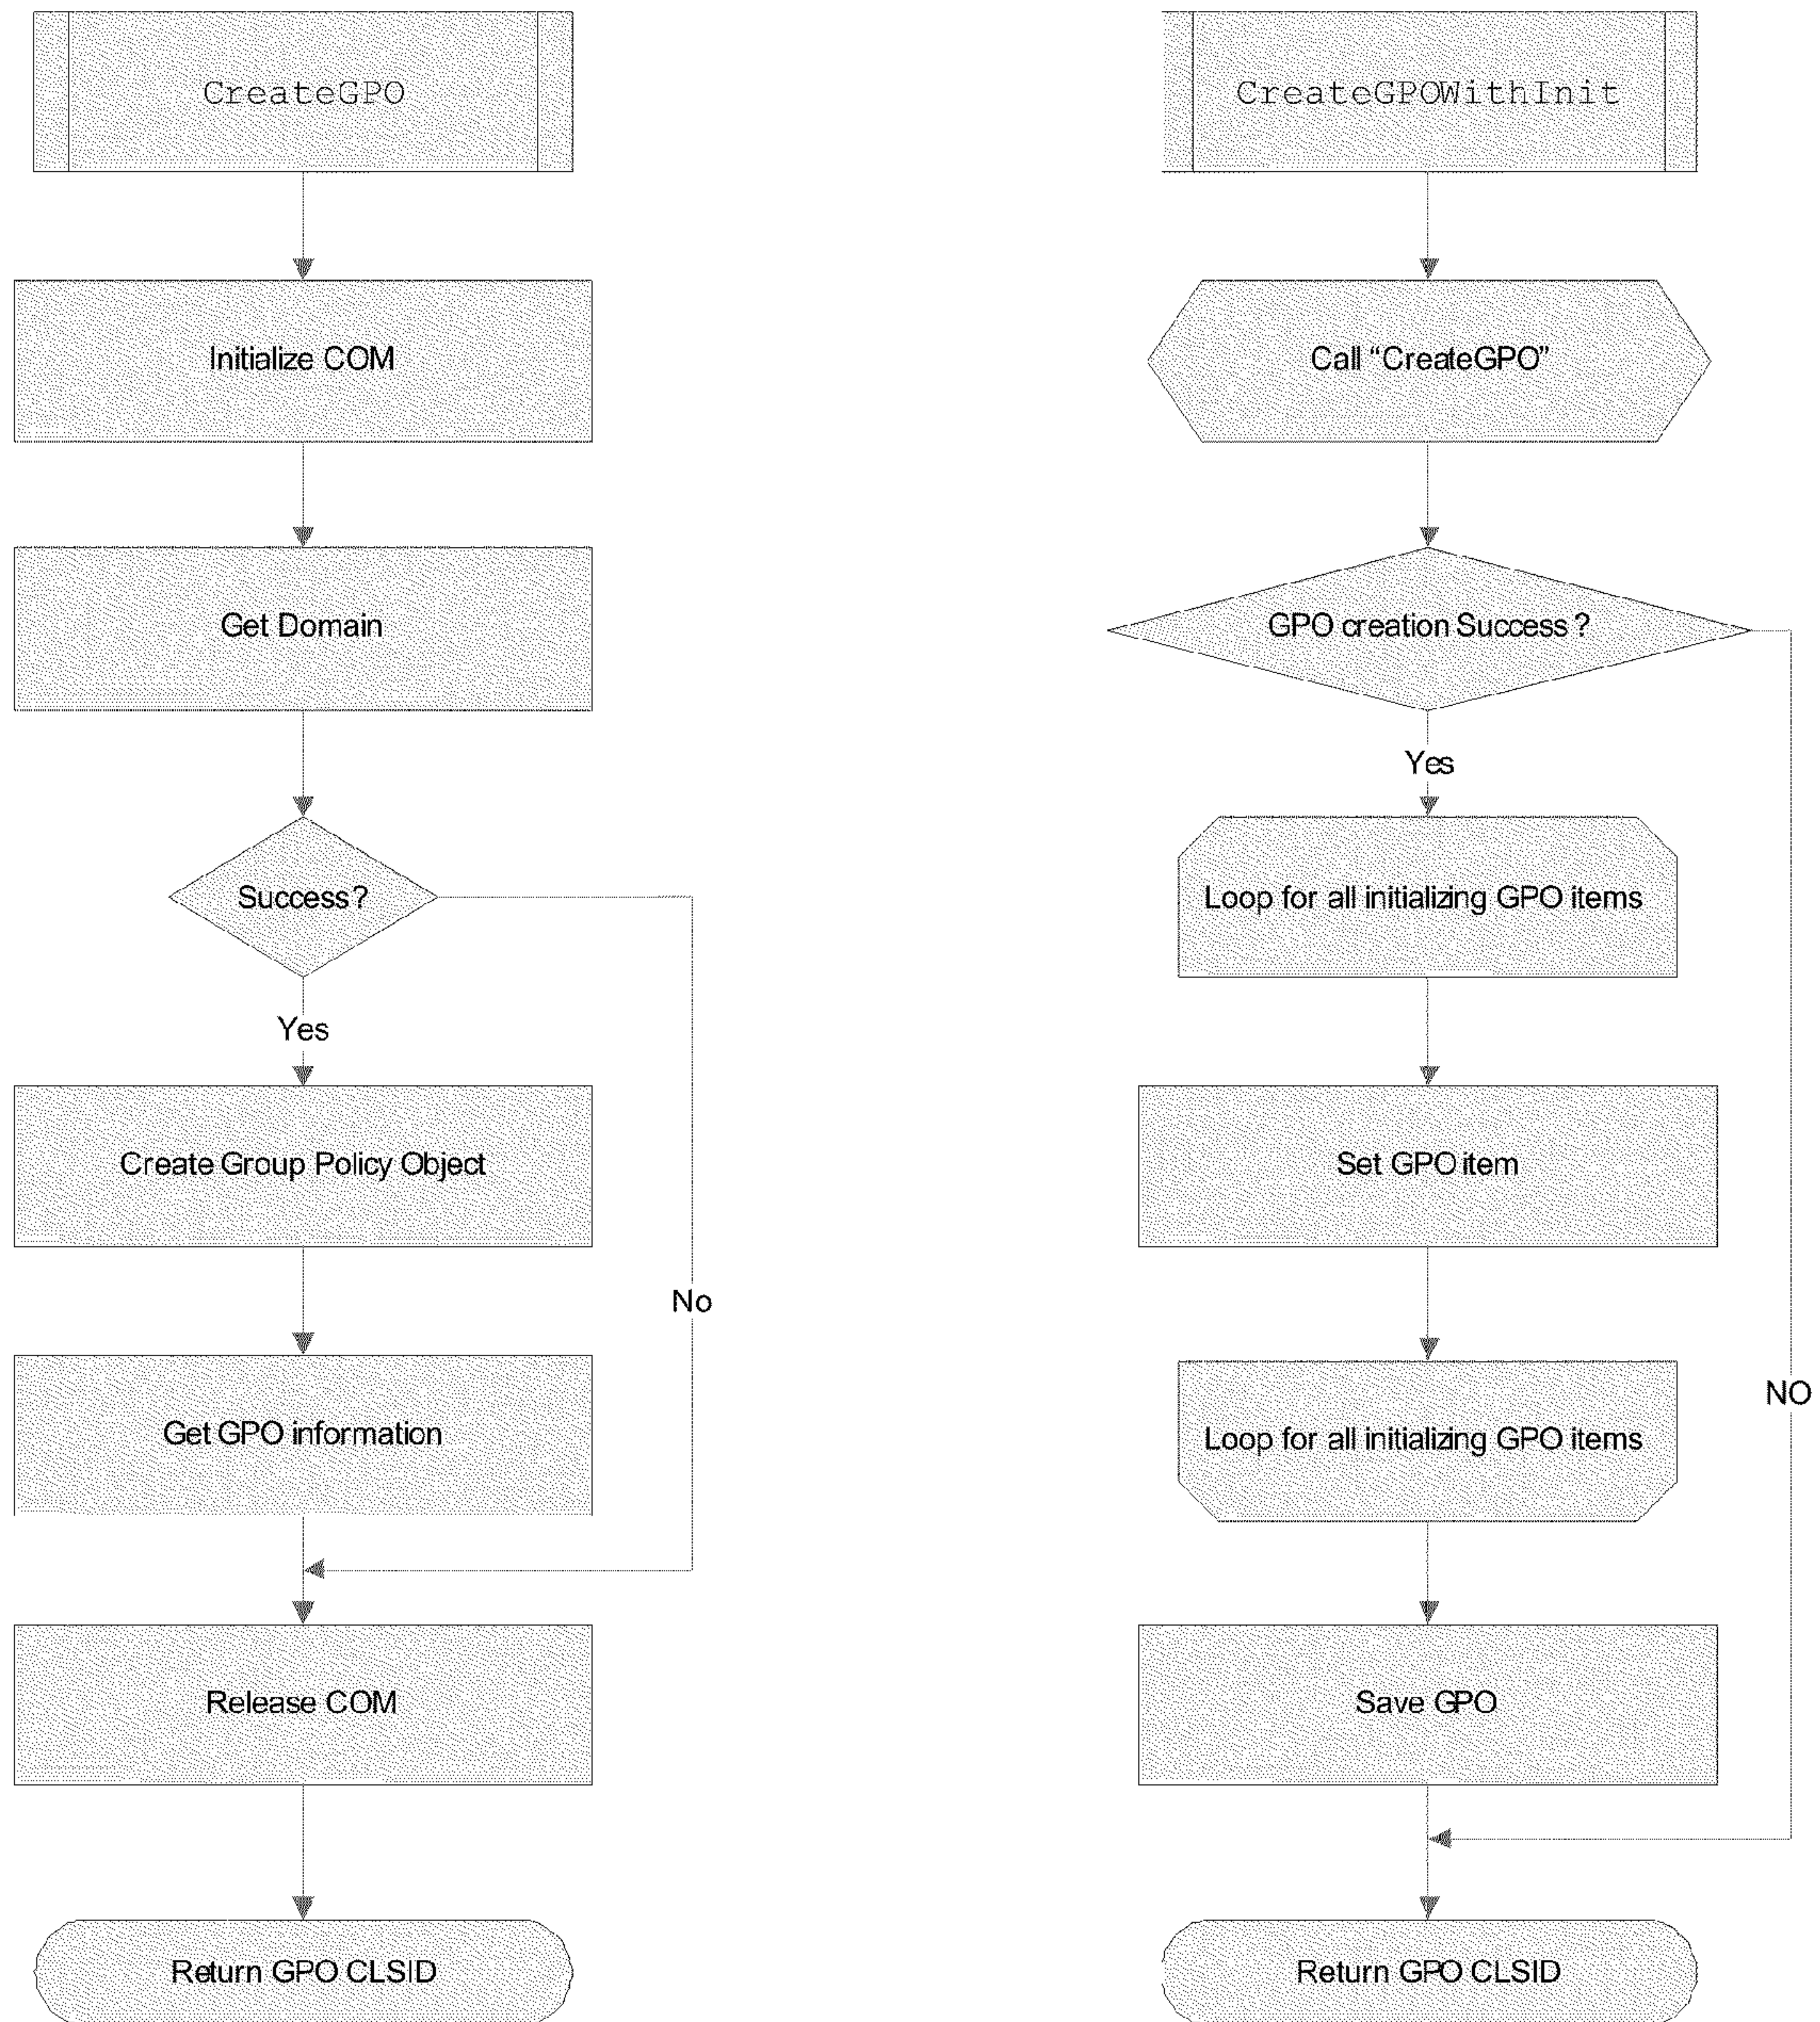 CreateGPO
Initialize COM
Get Domain
Success?
Yes
Create Group Policy Object
No
Get GPO information
Release COM
Return GPO CLSID
CreateGPOWithInit
Call “CreateGPO”
GPO creation Success?
Yes
Loop for all initializing GPO items
Set GPO item
NO
Loop for all initializing GPO items
Save GPO
Return GPO CLSID